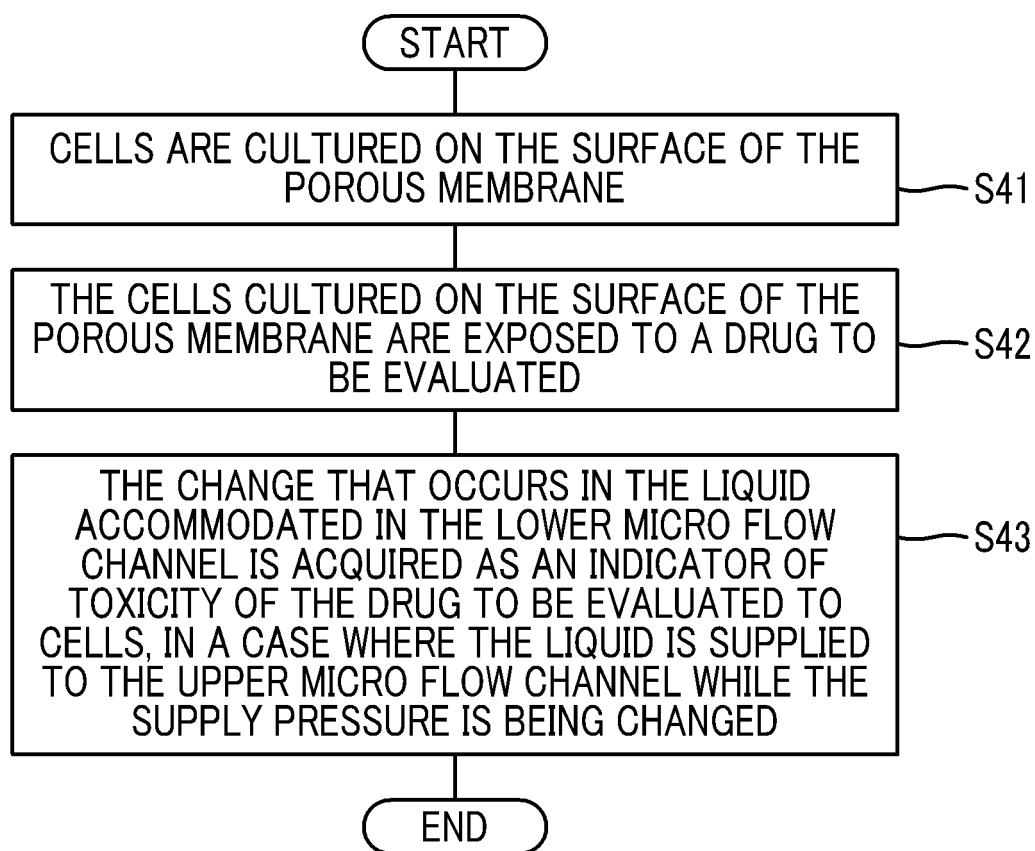 START
CELLS ARE CULTURED ON THE SURFACE OF THE
POROUS MEMBRANE
S41
THE CELLS CULTURED ON THE SURFACE OF THE
POROUS MEMBRANE ARE EXPOSED TO A DRUG TO
BE EVALUATED
S42
THE CHANGE THAT OCCURS IN THE LIQUID
ACCOMMODATED IN THE LOWER MICRO FLOW
CHANNEL IS ACQUIRED AS AN INDICATOR OF
TOXICITY OF THE DRUG TO BE EVALUATED TO
CELLS, IN A CASE WHERE THE LIQUID IS SUPPLIED
TO THE UPPER MICRO FLOW CHANNEL WHILE THE
SUPPLY PRESSURE IS BEING CHANGED
S43
END